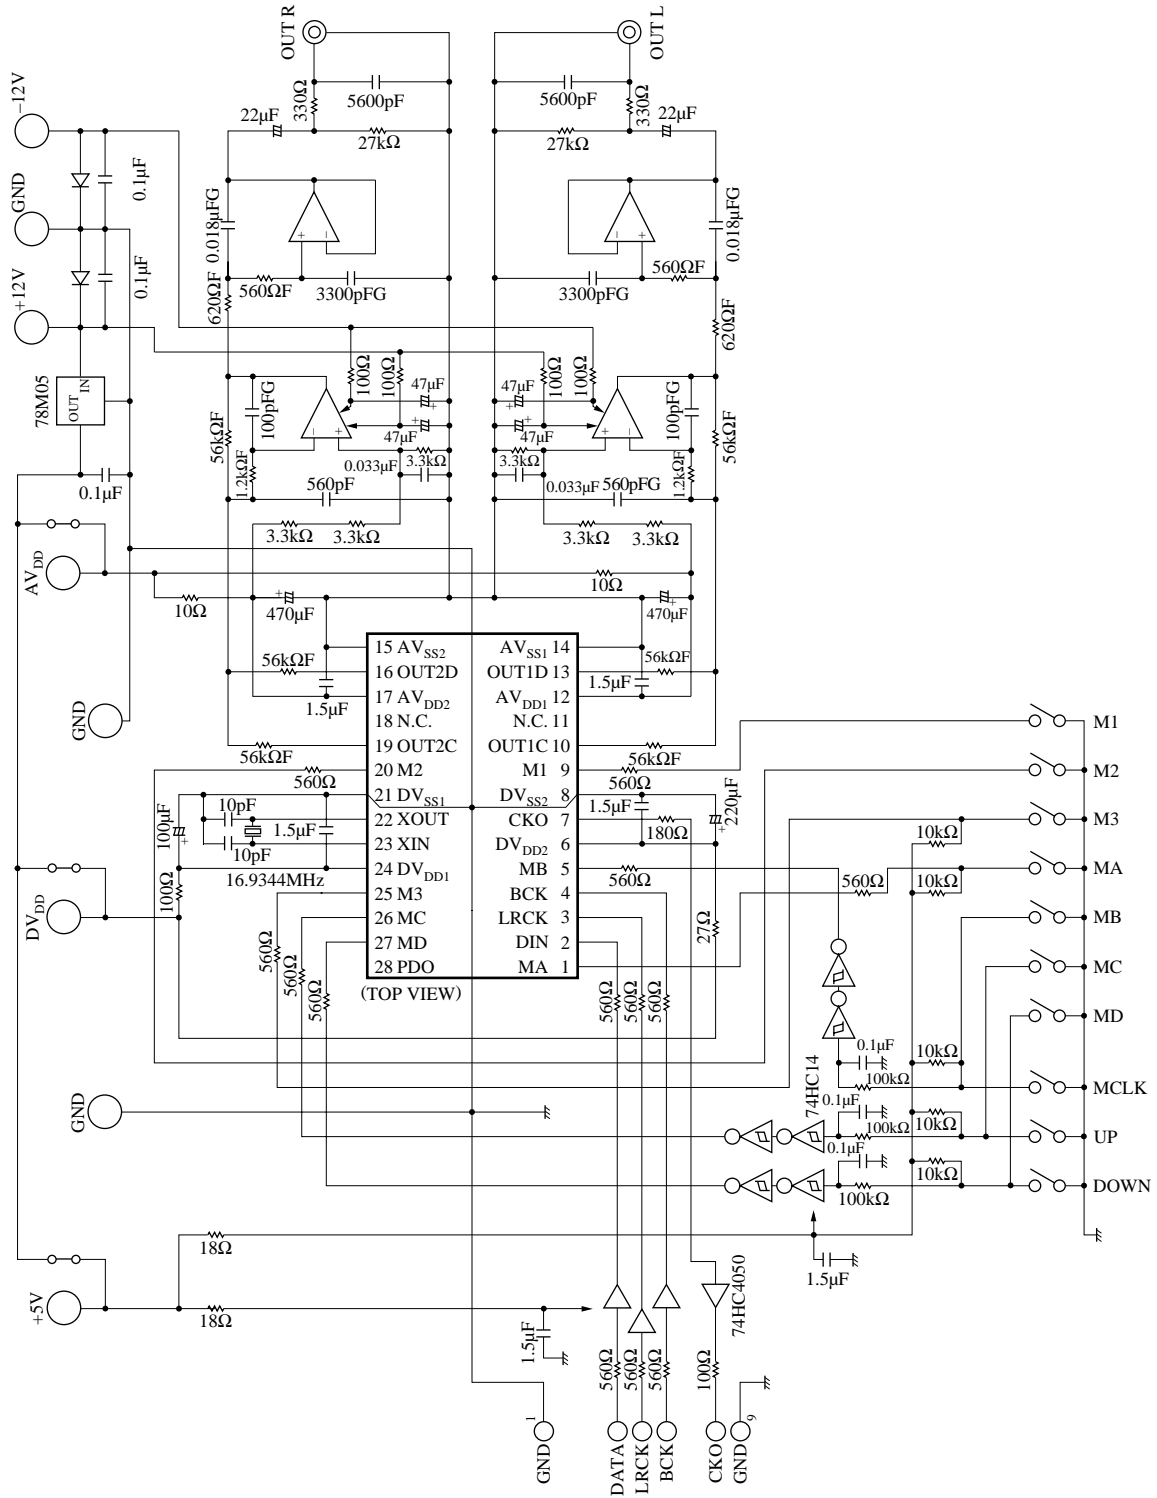 OUT R
OUT L
5600pF
5600pF
330Ω
330Ω
22µF
22µF
27kΩ
27kΩ
−12V
GND
+12V
0.1µF
0.1µF
0.018µFG
0.018µFG
560ΩF
560ΩF
3300pFG
3300pFG
620ΩF
620ΩF
100Ω
100Ω
100Ω
100Ω
78M05
OUT
IN
47µF
47µF
47µF
47µF
100pFG
100pFG
56kΩF
56kΩF
3.3kΩ
3.3kΩ
1.2kΩF
1.2kΩF
0.033µF
0.033µF
560pF
560pFG
0.1µF
3.3kΩ
3.3kΩ
3.3kΩ
3.3kΩ
AVDD
10Ω
10Ω
470µF
470µF
15 AVSS2
AVSS1 14
56kΩF
16 OUT2D
OUT1D 13
56kΩF
1.5µF
17 AVDD2
AVDD1 12
1.5µF
18 N.C.
N.C. 11
GND
19 OUT2C
OUT1C 10
56kΩF
56kΩF
M1
20 M2
M1 9
560Ω
560Ω
M2
21 DVSS1
DVSS2 8
10pF
100µF
1.5µF
220µF
22 XOUT
CKO 7
1.5µF
180Ω
M3
10kΩ
23 XIN
DVDD2 6
10pF
16.9344MHz
24 DVDD1
MB 5
560Ω
560Ω
10kΩ
MA
100Ω
25 M3
BCK 4
DVDD
26 MC
LRCK 3
27Ω
MB
27 MD
DIN 2
560Ω
560Ω
560Ω
28 PDO
MA 1
MC
(TOP VIEW)
560Ω
560Ω
560Ω
MD
0.1µF
10kΩ
100kΩ
74HC14
MCLK
GND
0.1µF
100kΩ
10kΩ
UP
0.1µF
100kΩ
10kΩ
DOWN
18Ω
1.5µF
+5V
18Ω
74HC4050
1.5µF
560Ω
560Ω
560Ω
100Ω
1
9
GND
DATA
LRCK
BCK
CKO
GND